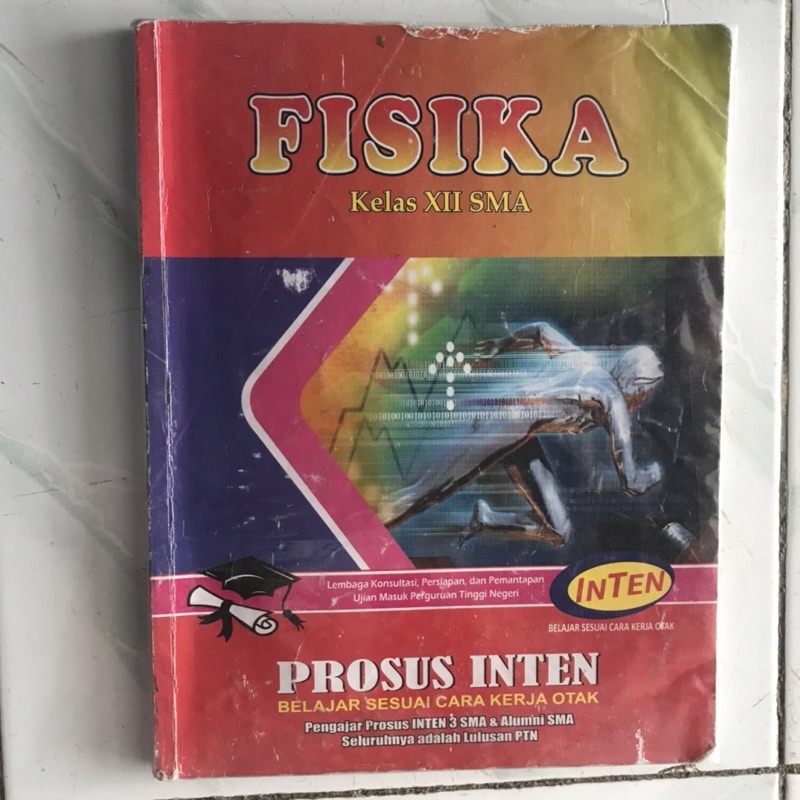 FISIKA
Kelas XII SMA
Lembaga Konsultasi, Persiapan, dan Pemantapan
Ujian Masuk Perguruan Tinggi Negeri
INTEN
BELAJAR SESUAI CARA KERJA OTAK
PROSUS INTEN
BELAJAR SESUAI CARA KERJA OTAK
Pengajar Prosus INTEN 3 SMA & Alumni SMA
Seluruhnya adalah Lulusan PTN